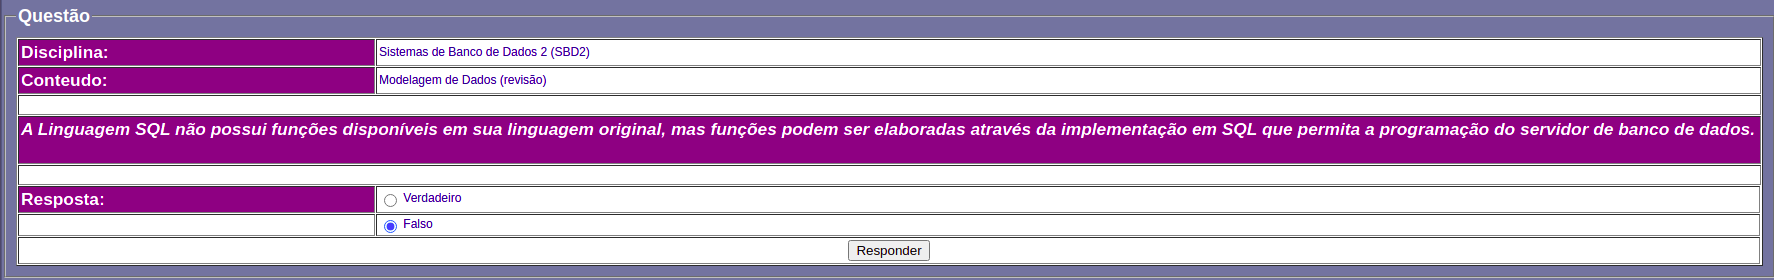 Questão
Disciplina: Sistemas de Banco de Dados 2 (SBD2)
Conteudo: Modelagem de Dados (revisão)
A Linguagem SQL não possui funções disponíveis em sua linguagem original, mas funções podem ser elaboradas através da implementação em SQL que permita a programação do servidor de banco de dados.
Resposta: Verdadeiro
Falso
Responder